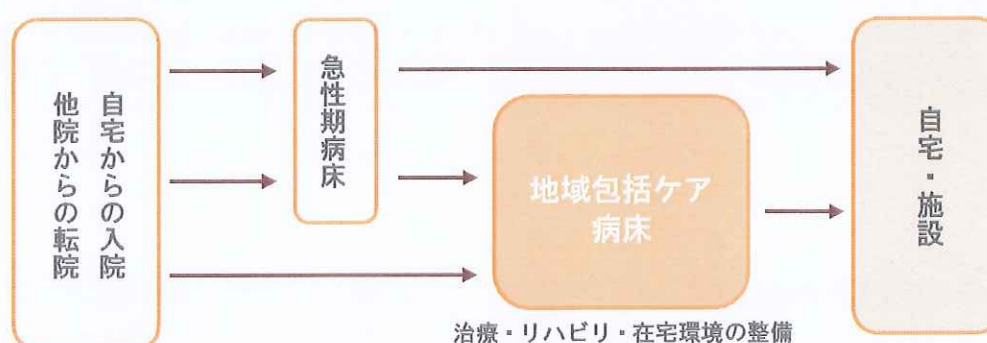 自宅からの入院
他院からの転院
急性期病床
地域包括ケア
病床
治療・リハビリ・在宅環境の整備
自宅・施設